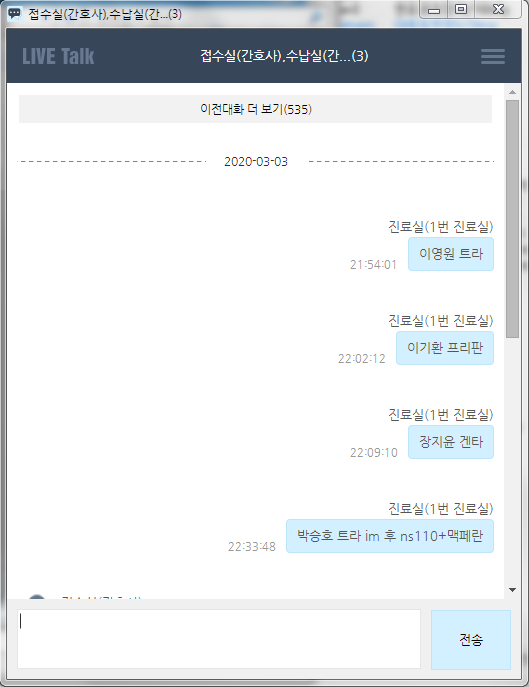 접수실(간호사),수납실(간...(3)
LIVE Talk
접수실(간호사),수납실(간...(3)
이전대화 더 보기(535)
2020-03-03
진료실(1번 진료실)
이영원 트라
21:54:01
진료실(1번 진료실)
이기환 프리판
22:02:12
진료실(1번 진료실)
장지윤 겐타
22:09:10
진료실(1번 진료실)
박승호 트라 im 후 ns110+맥페란
22:33:48
전송